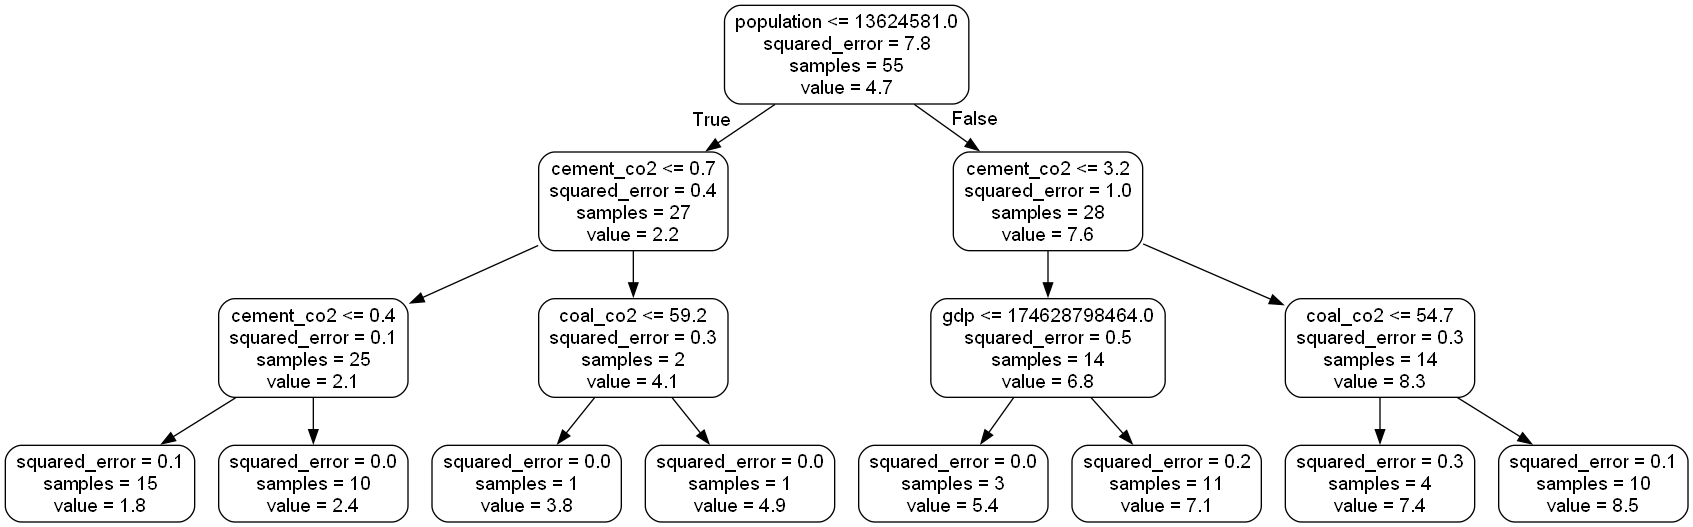 population <= 13624581.0
squared_error = 7.8
samples = 55
value = 4.7
True
False
cement_co2 <= 0.7
squared_error = 0.4
samples = 27
value = 2.2
cement_co2 <= 3.2
squared_error = 1.0
samples = 28
value = 7.6
cement_co2 <= 0.4
squared_error = 0.1
samples = 25
value = 2.1
coal_co2 <= 59.2
squared_error = 0.3
samples = 2
value = 4.1
gdp <= 174628798464.0
squared_error = 0.5
samples = 14
value = 6.8
coal_co2 <= 54.7
squared_error = 0.3
samples = 14
value = 8.3
squared_error = 0.1
samples = 15
value = 1.8
squared_error = 0.0
samples = 10
value = 2.4
squared_error = 0.0
samples = 1
value = 3.8
squared_error = 0.0
samples = 1
value = 4.9
squared_error = 0.0
samples = 3
value = 5.4
squared_error = 0.2
samples = 11
value = 7.1
squared_error = 0.3
samples = 4
value = 7.4
squared_error = 0.1
samples = 10
value = 8.5